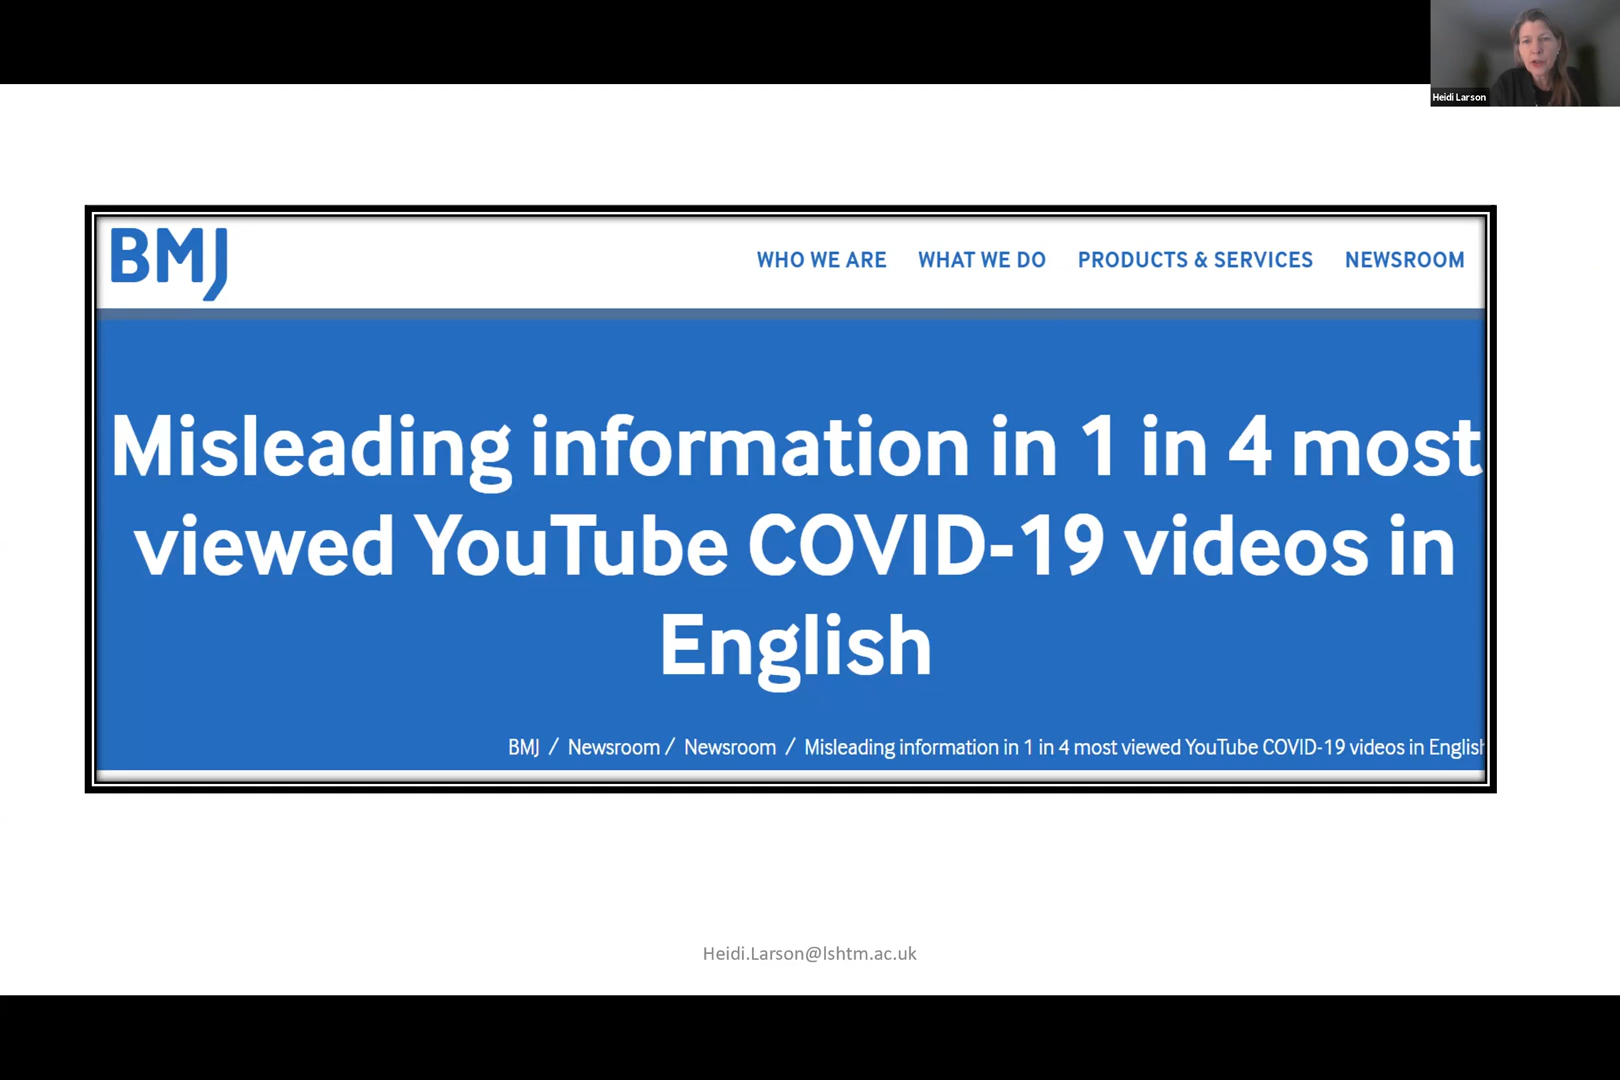 Heidi Larson
BMJ
WHO WE ARE WHAT WE DO PRODUCTS & SERVICES NEWSROOM
Misleading information in 1 in 4 most
viewed YouTube COVID-19 videos in
English
BMJ / Newsroom / Newsroom / Misleading information in 1 in 4 most viewed YouTube COVID-19 videos in English
Heidi.Larson@lshtm.ac.uk